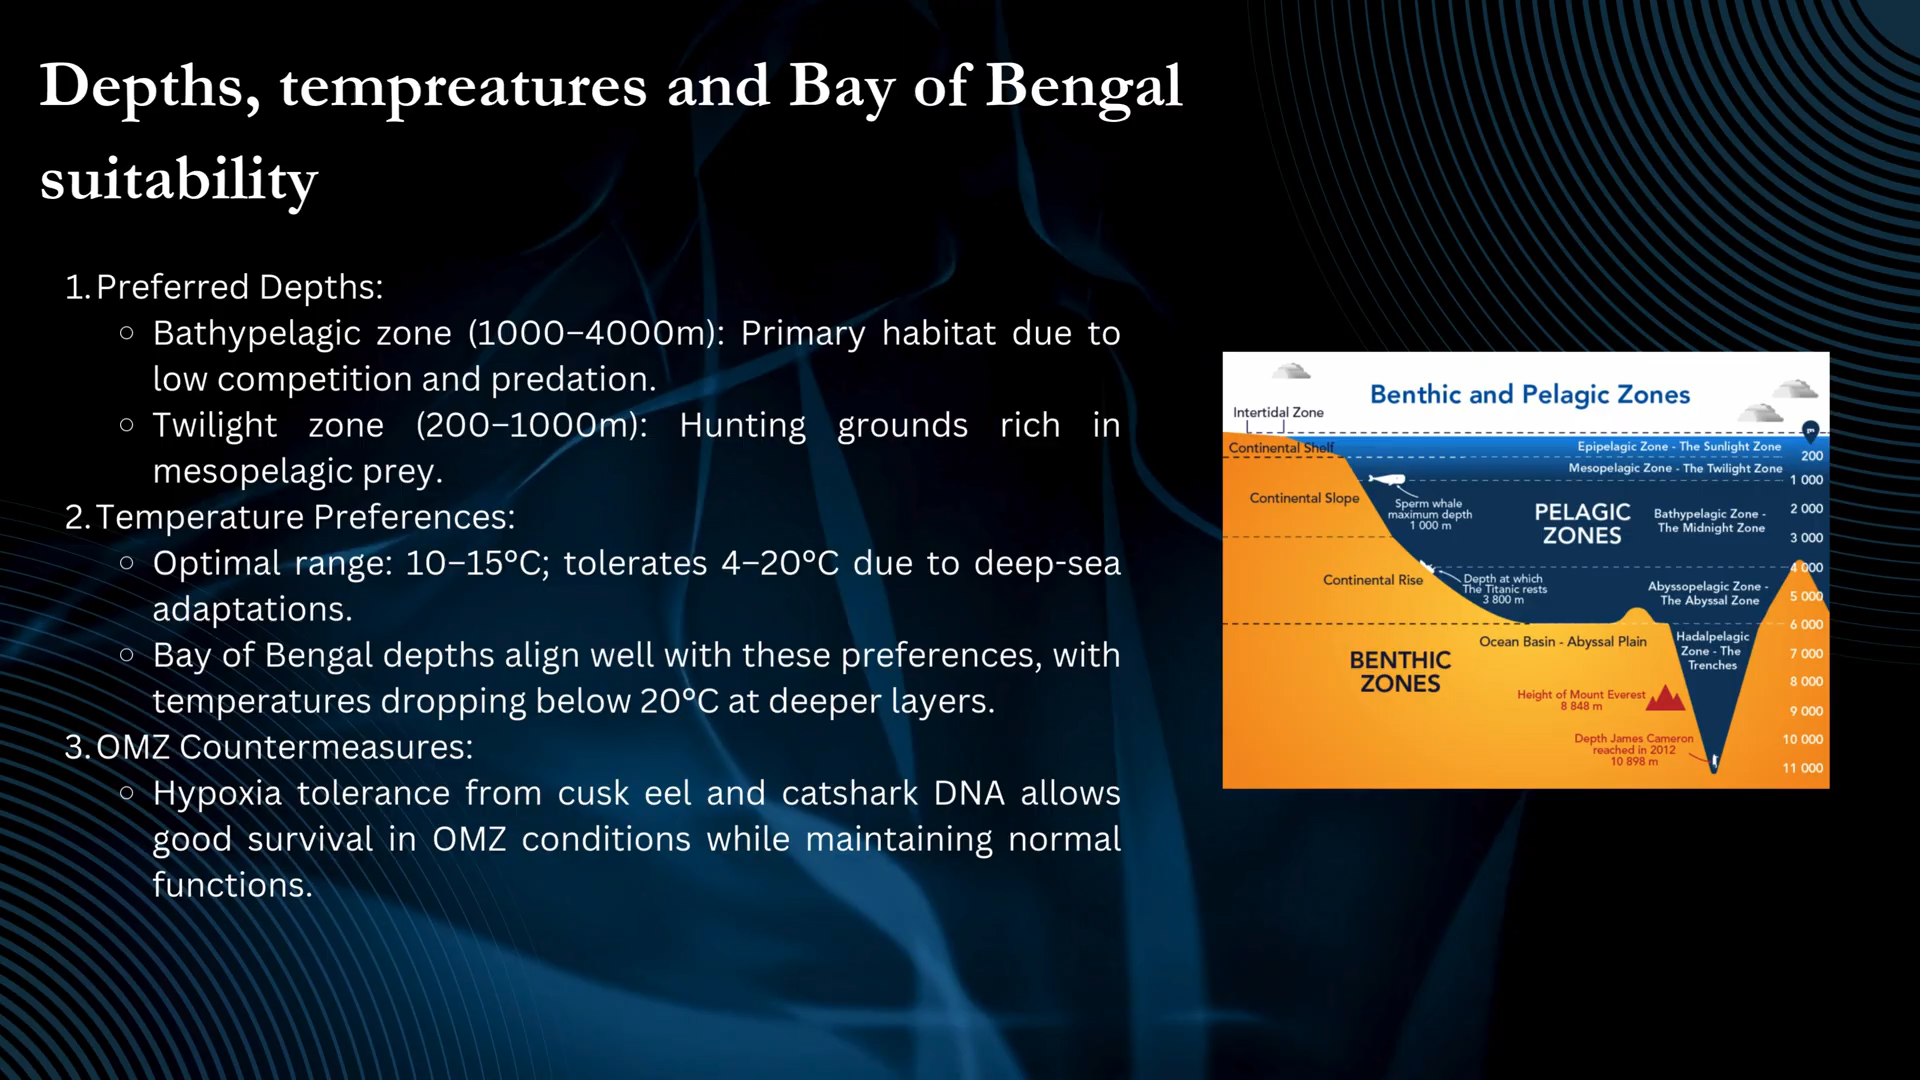 Depths, tempreatures and Bay of Bengal
suitability
1. Preferred Depths:
○ Bathypelagic zone (1000–4000m): Primary habitat due to
low competition and predation.
○ Twilight zone (200–1000m): Hunting grounds rich in
mesopelagic prey.
2. Temperature Preferences:
○ Optimal range: 10–15°C; tolerates 4–20°C due to deep-sea
adaptations.
○ Bay of Bengal depths align well with these preferences, with
temperatures dropping below 20°C at deeper layers.
3. OMZ Countermeasures:
○ Hypoxia tolerance from cusk eel and catshark DNA allows
good survival in OMZ conditions while maintaining normal
functions.
Benthic and Pelagic Zones
Intertidal Zone
Continental Shelf
Epipelagic Zone - The Sunlight Zone
200
Mesopelagic Zone - The Twilight Zone
1 000
Continental Slope
Sperm whale
maximum depth
1 000 m
PELAGIC
ZONES
Bathypelagic Zone -
The Midnight Zone
2 000
3 000
4 000
Continental Rise
Depth at which
The Titanic rests
3 800 m
Abyssopelagic Zone -
The Abyssal Zone
5 000
6 000
Ocean Basin - Abyssal Plain
Hadalpelagic
Zone - The
Trenches
7 000
BENTHIC
ZONES
8 000
Height of Mount Everest
8 848 m
9 000
Depth James Cameron
reached in 2012
10 898 m
10 000
11 000